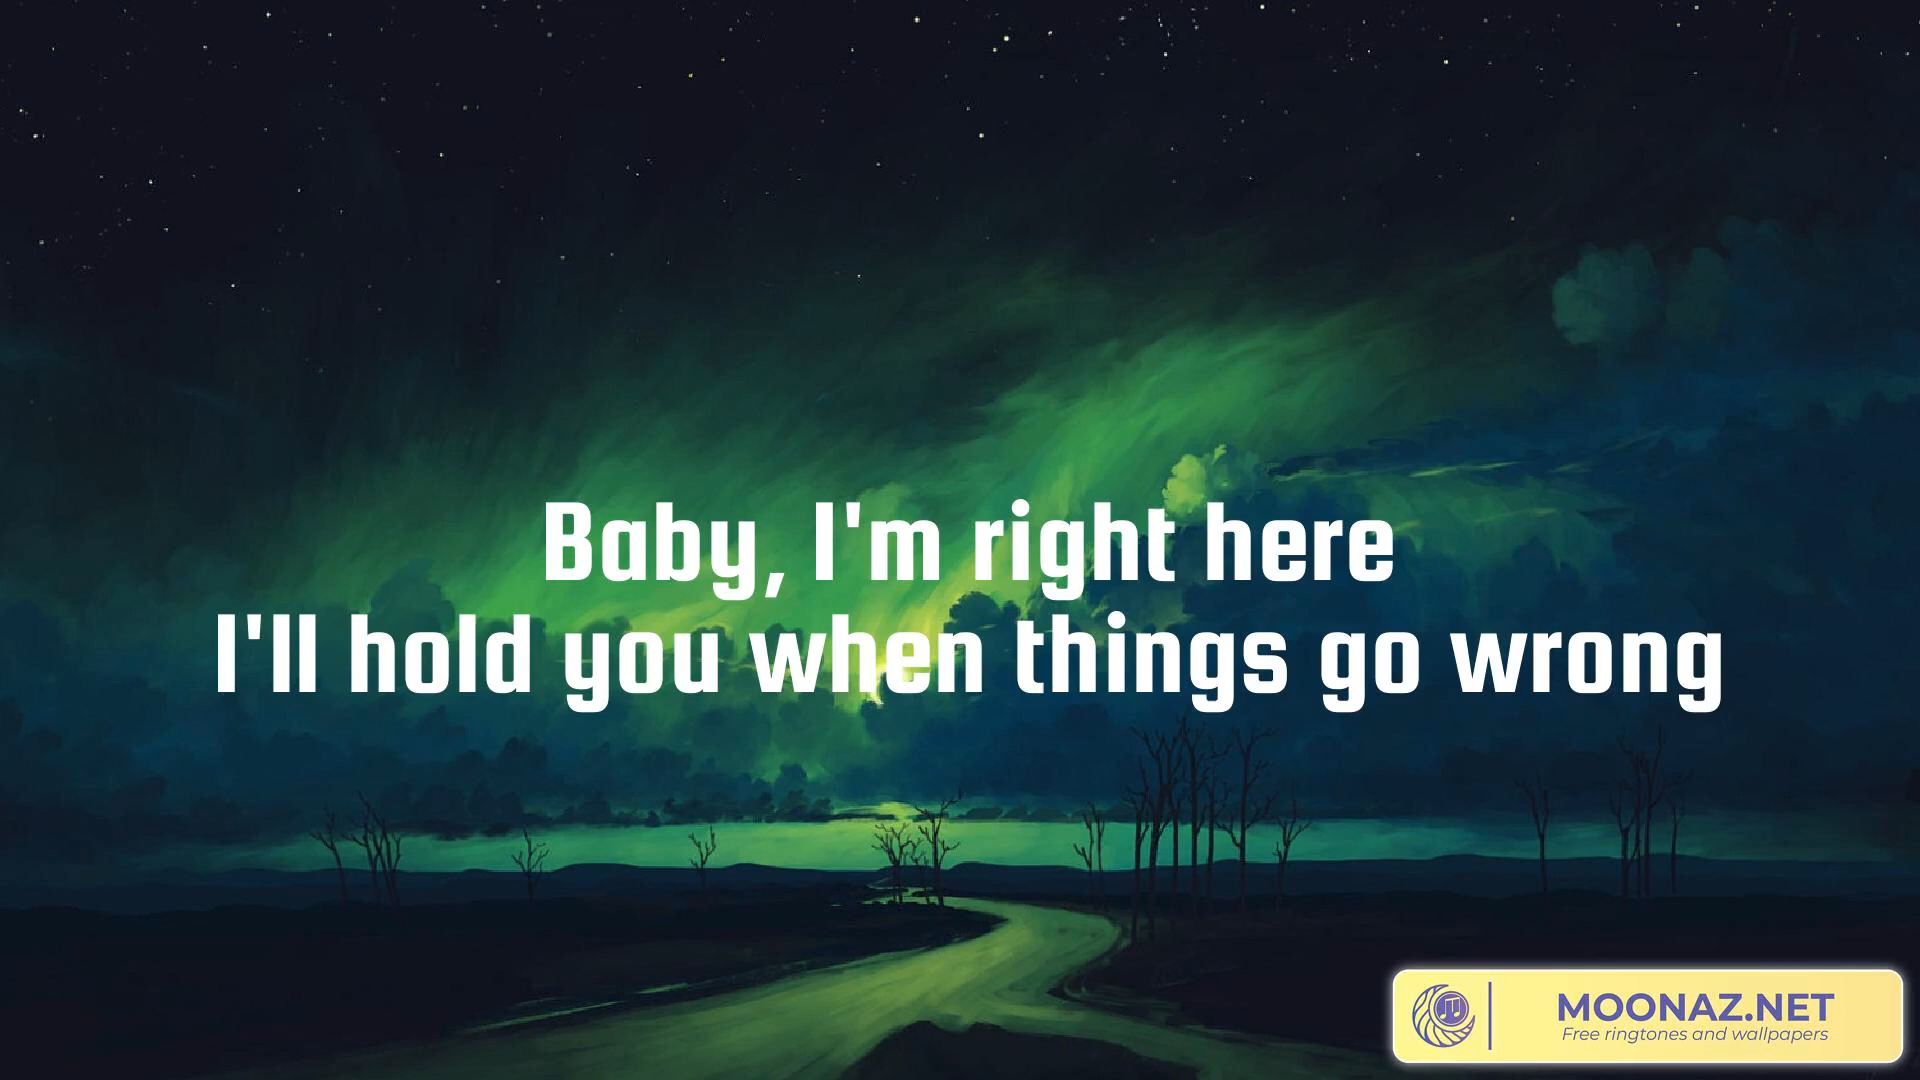 Baby, I'm right here
I'll hold you when things go wrong
MOONAZ.NET
Free ringtones and wallpapers